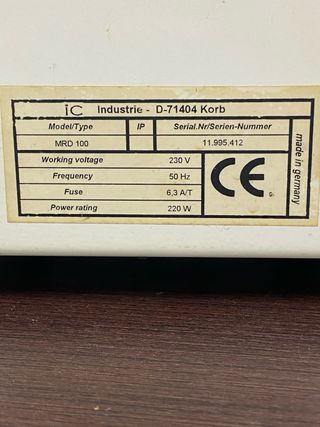 iC Industrie - D-71404 Korb
Model/Type IP Serial.Nr/Serien-Nummer
MRD 100 11.995.412
Working voltage 230 V
Frequency 50 Hz
Fuse 6,3 A/T
Power rating 220 W
CE
made in germany